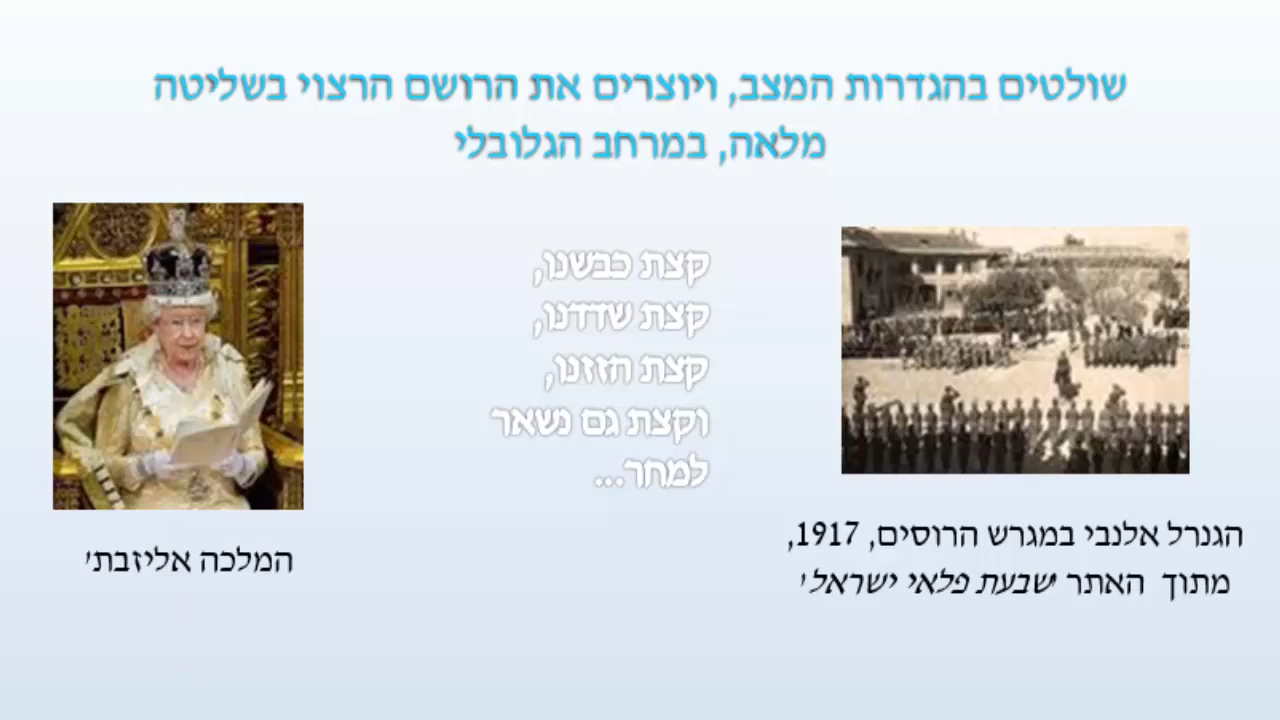 שולטים בהגדרות המצב, ויוצרים את הרושם הרצוי בשליטה
מלאה, במרחב הגלובלי
קצת כבשנו,
קצת שדדנו,
קצת חזזנו,
וקצת גם נשאר
למחר...
הגנרל אלנבי במגרש הרוסים, 1917,
מתוך האתר 'שבעת פלאי ישראל'
המלכה אליזבת'